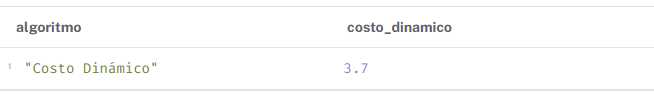 algoritmo costo_dinamico
1 "Costo Dinámico" 3.7